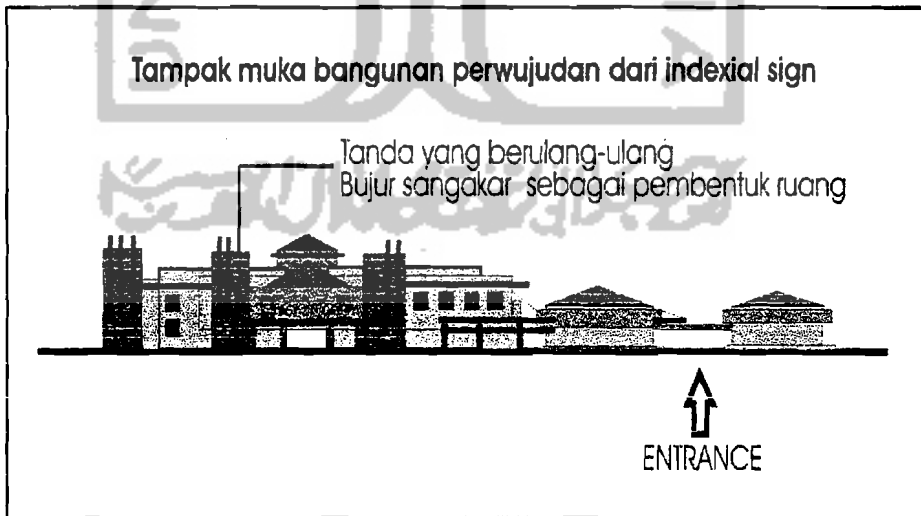 Tampak muka bangunan perwujudan dari indexial sign
Tanda yang berulang-ulang
Bujur sangakar sebagai pembentuk ruang
ENTRANCE